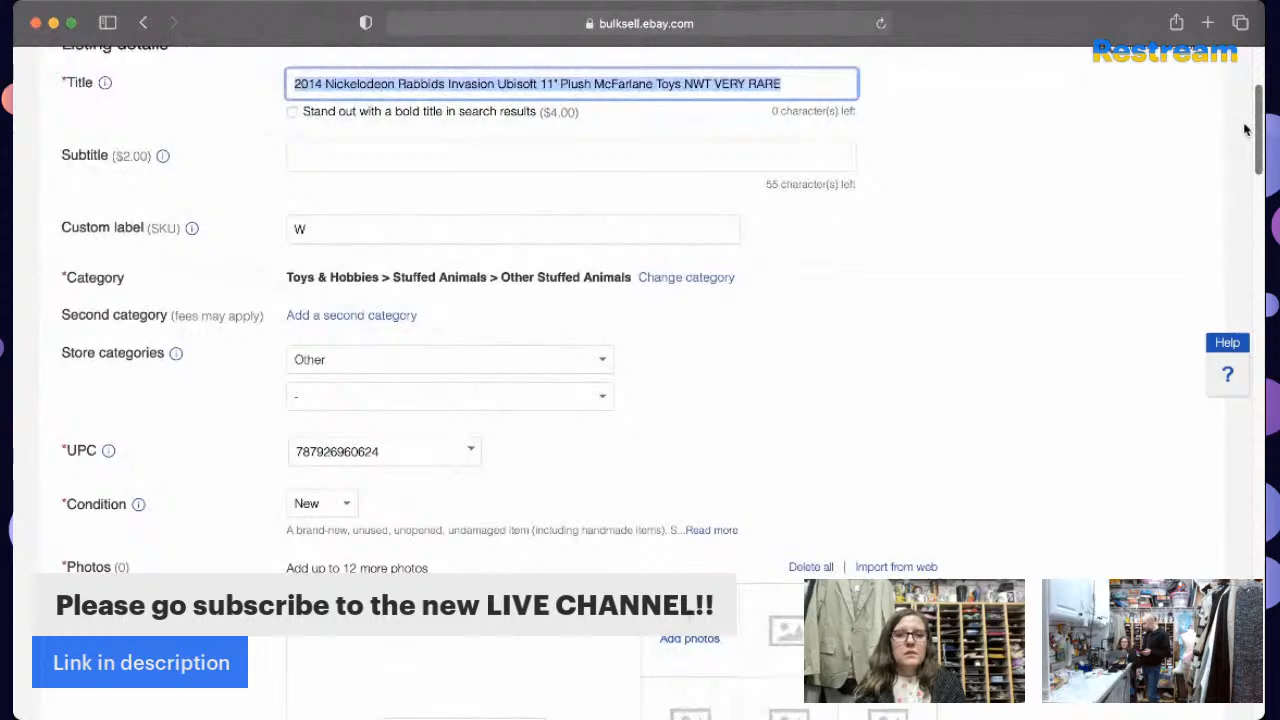 bulksell.ebay.com
Restream
Listing details
*Title
2014 Nickelodeon Rabbids Invasion Ubisoft 11" Plush McFarlane Toys NWT VERY RARE
Stand out with a bold title in search results ($4.00)
0 character(s) left
Subtitle ($2.00)
55 character(s) left
Custom label (SKU)
W
*Category
Toys & Hobbies > Stuffed Animals > Other Stuffed Animals Change category
Second category (fees may apply)
Add a second category
Store categories
Other
-
Help
?
*UPC
787926960624
*Condition
New
A brand-new, unused, unopened, undamaged item (including handmade items). S...Read more
*Photos (0)
Add up to 12 more photos
Delete all | Import from web
Add photos
Please go subscribe to the new LIVE CHANNEL!!
Link in description